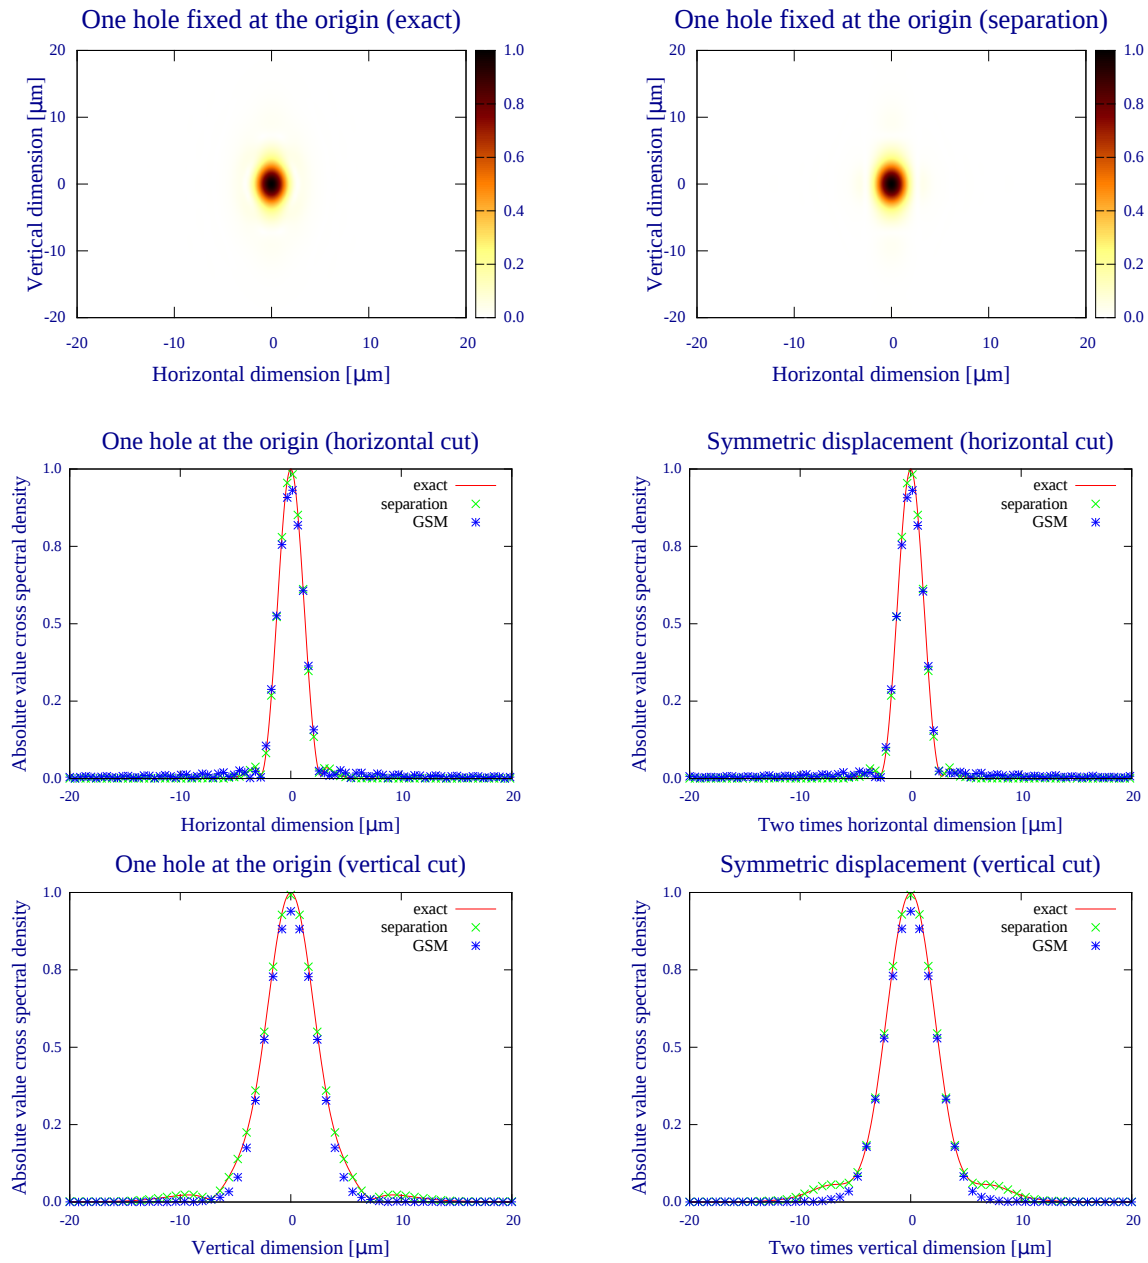 One hole fixed at the origin (exact)
20
10
0
-10
-20
Vertical dimension [μm]
-20
-10
0
10
20
Horizontal dimension [μm]
1.0
0.8
0.6
0.4
0.2
0.0
One hole fixed at the origin (separation)
20
10
0
-10
-20
Vertical dimension [μm]
-20
-10
0
10
20
Horizontal dimension [μm]
1.0
0.8
0.6
0.4
0.2
0.0
One hole at the origin (horizontal cut)
Absolute value cross spectral density
1.0
0.8
0.5
0.2
0.0
exact
separation
GSM
-20
-10
0
10
20
Horizontal dimension [μm]
Symmetric displacement (horizontal cut)
Absolute value cross spectral density
1.0
0.8
0.5
0.2
0.0
exact
separation
GSM
-20
-10
0
10
20
Two times horizontal dimension [μm]
One hole at the origin (vertical cut)
Absolute value cross spectral density
1.0
0.8
0.5
0.2
0.0
exact
separation
GSM
-20
-10
0
10
20
Vertical dimension [μm]
Symmetric displacement (vertical cut)
Absolute value cross spectral density
1.0
0.8
0.5
0.2
0.0
exact
separation
GSM
-20
-10
0
10
20
Two times vertical dimension [μm]